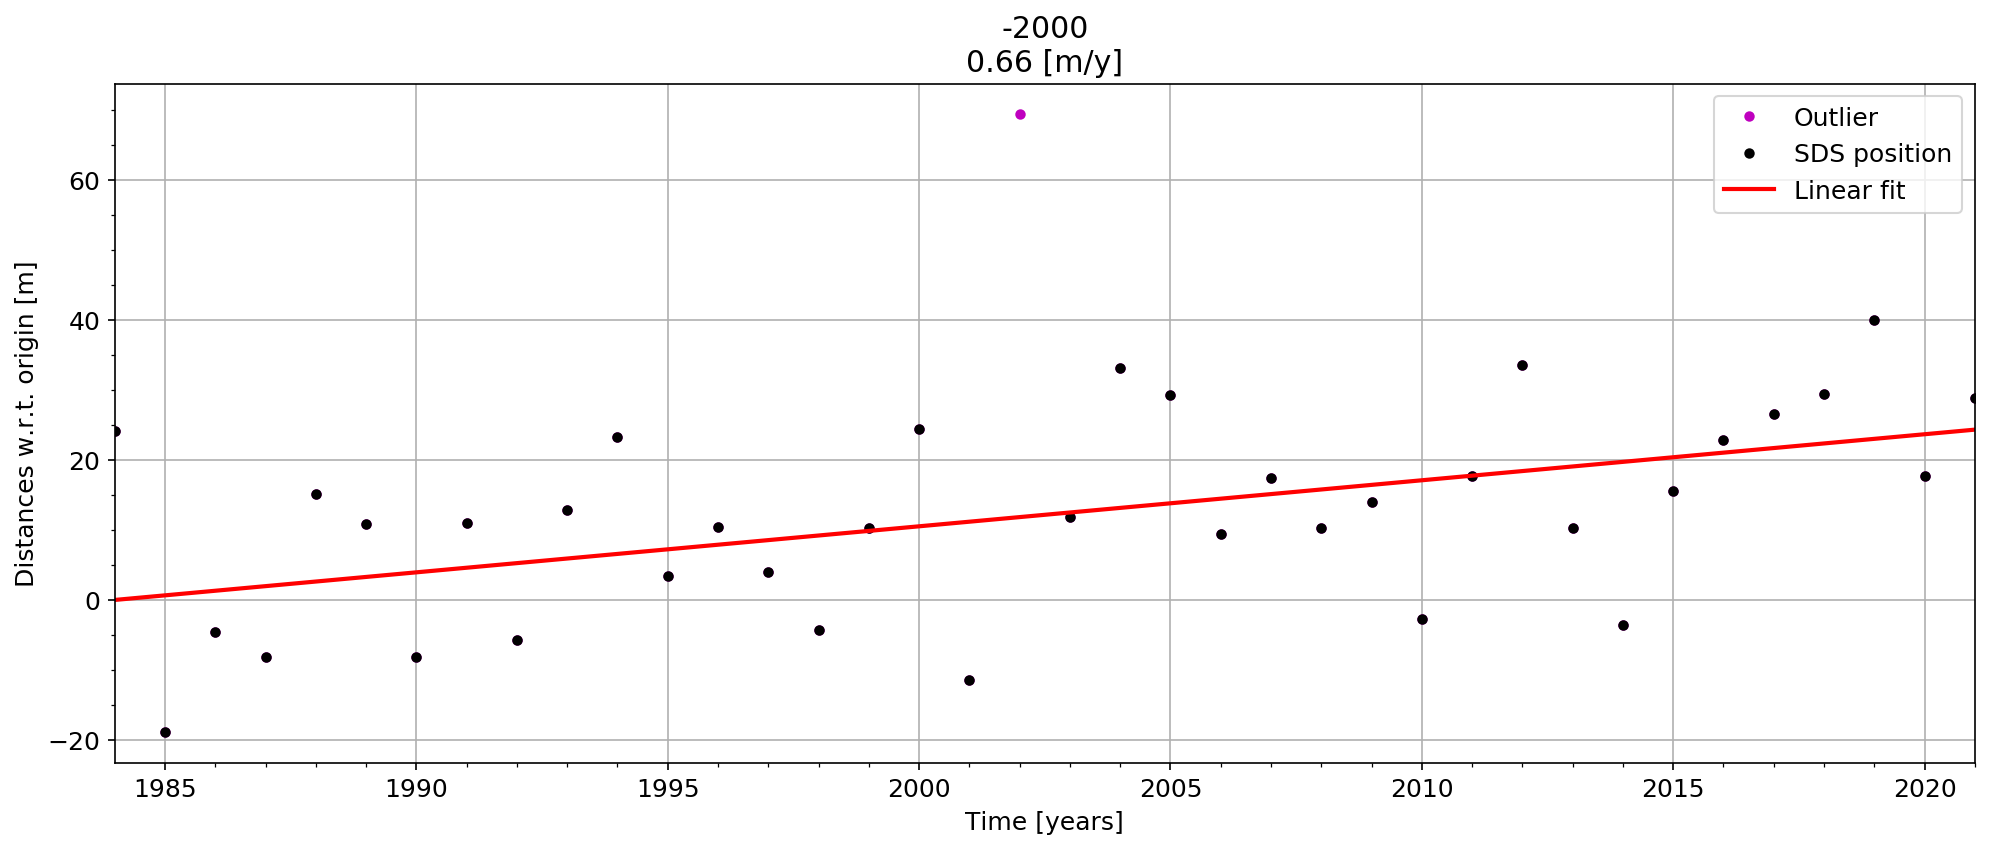 -2000
0.66 [m/y]
Outlier
SDS position
Linear fit
Distances w.r.t. origin [m]
60
40
20
0
−20
1985 1990 1995 2000 2005 2010 2015 2020
Time [years]